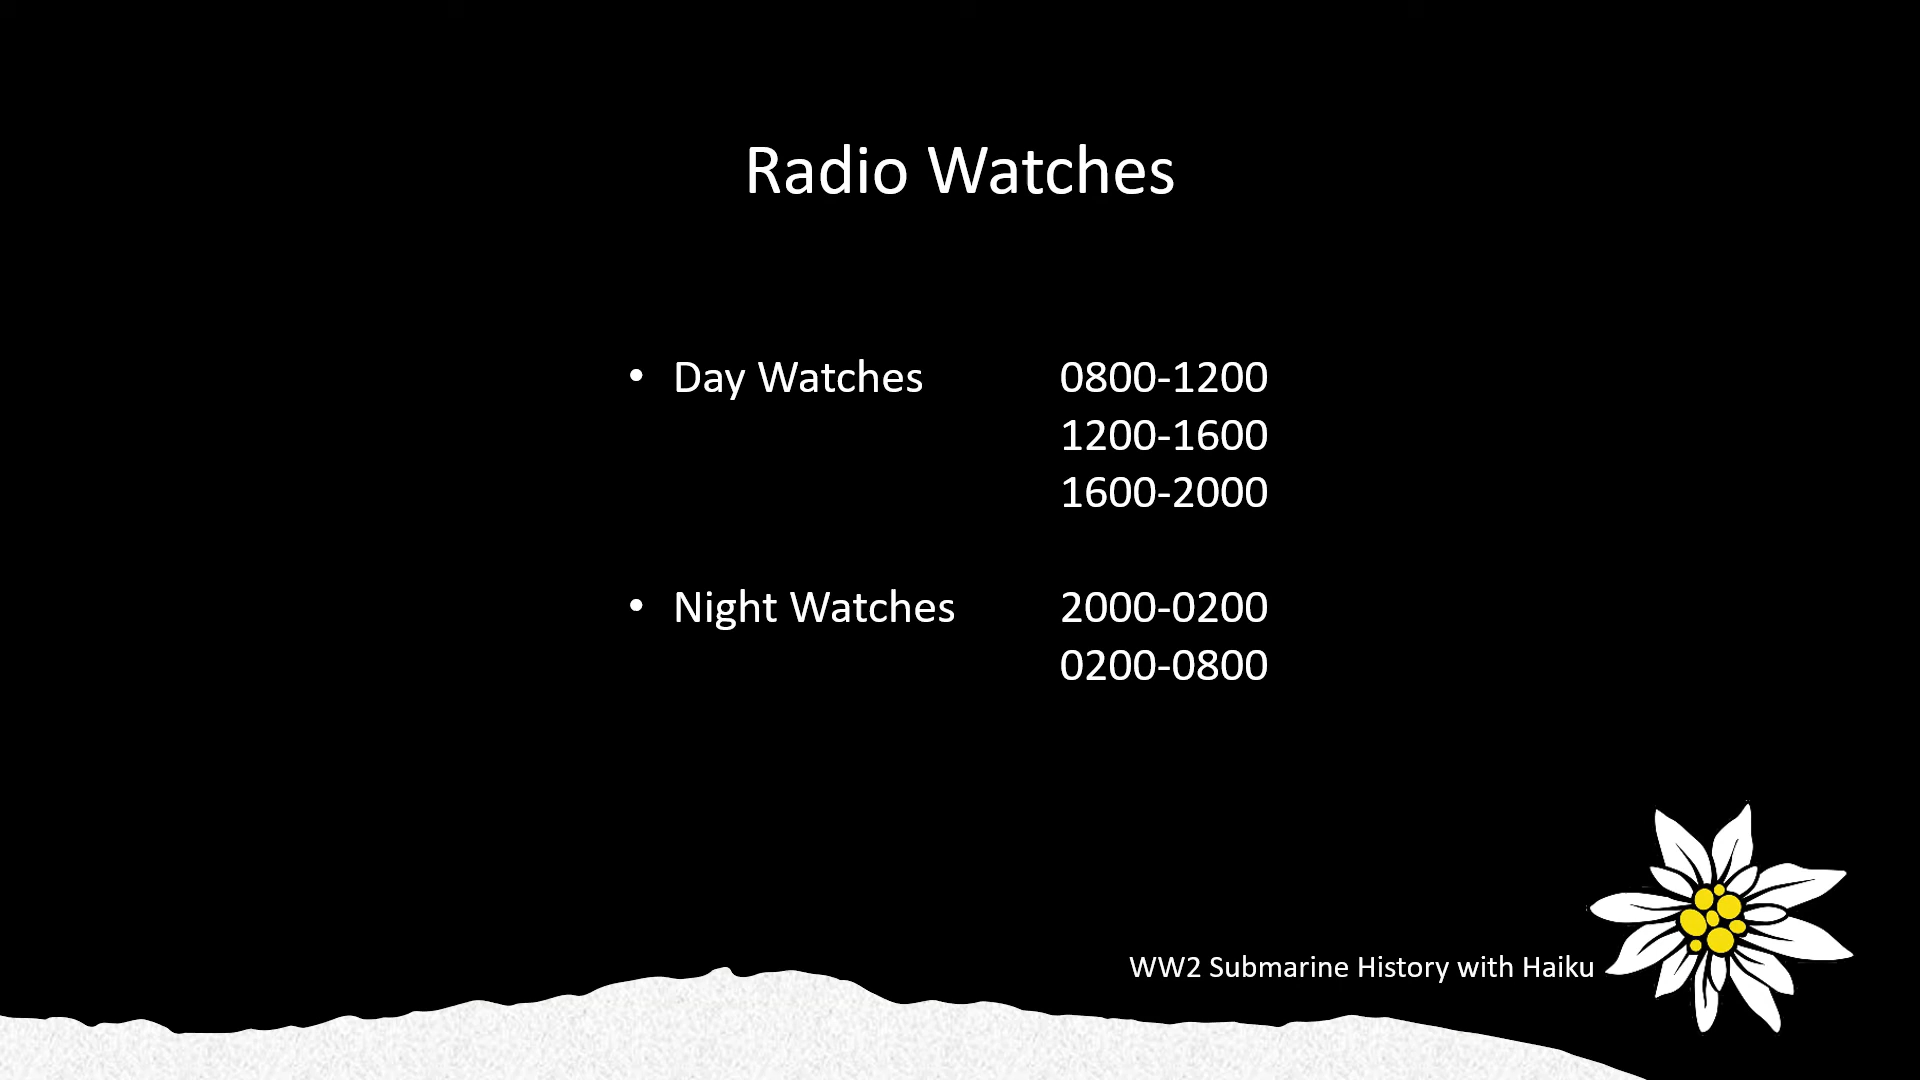 Radio Watches
• Day Watches 0800-1200
1200-1600
1600-2000
• Night Watches 2000-0200
0200-0800
WW2 Submarine History with Haiku